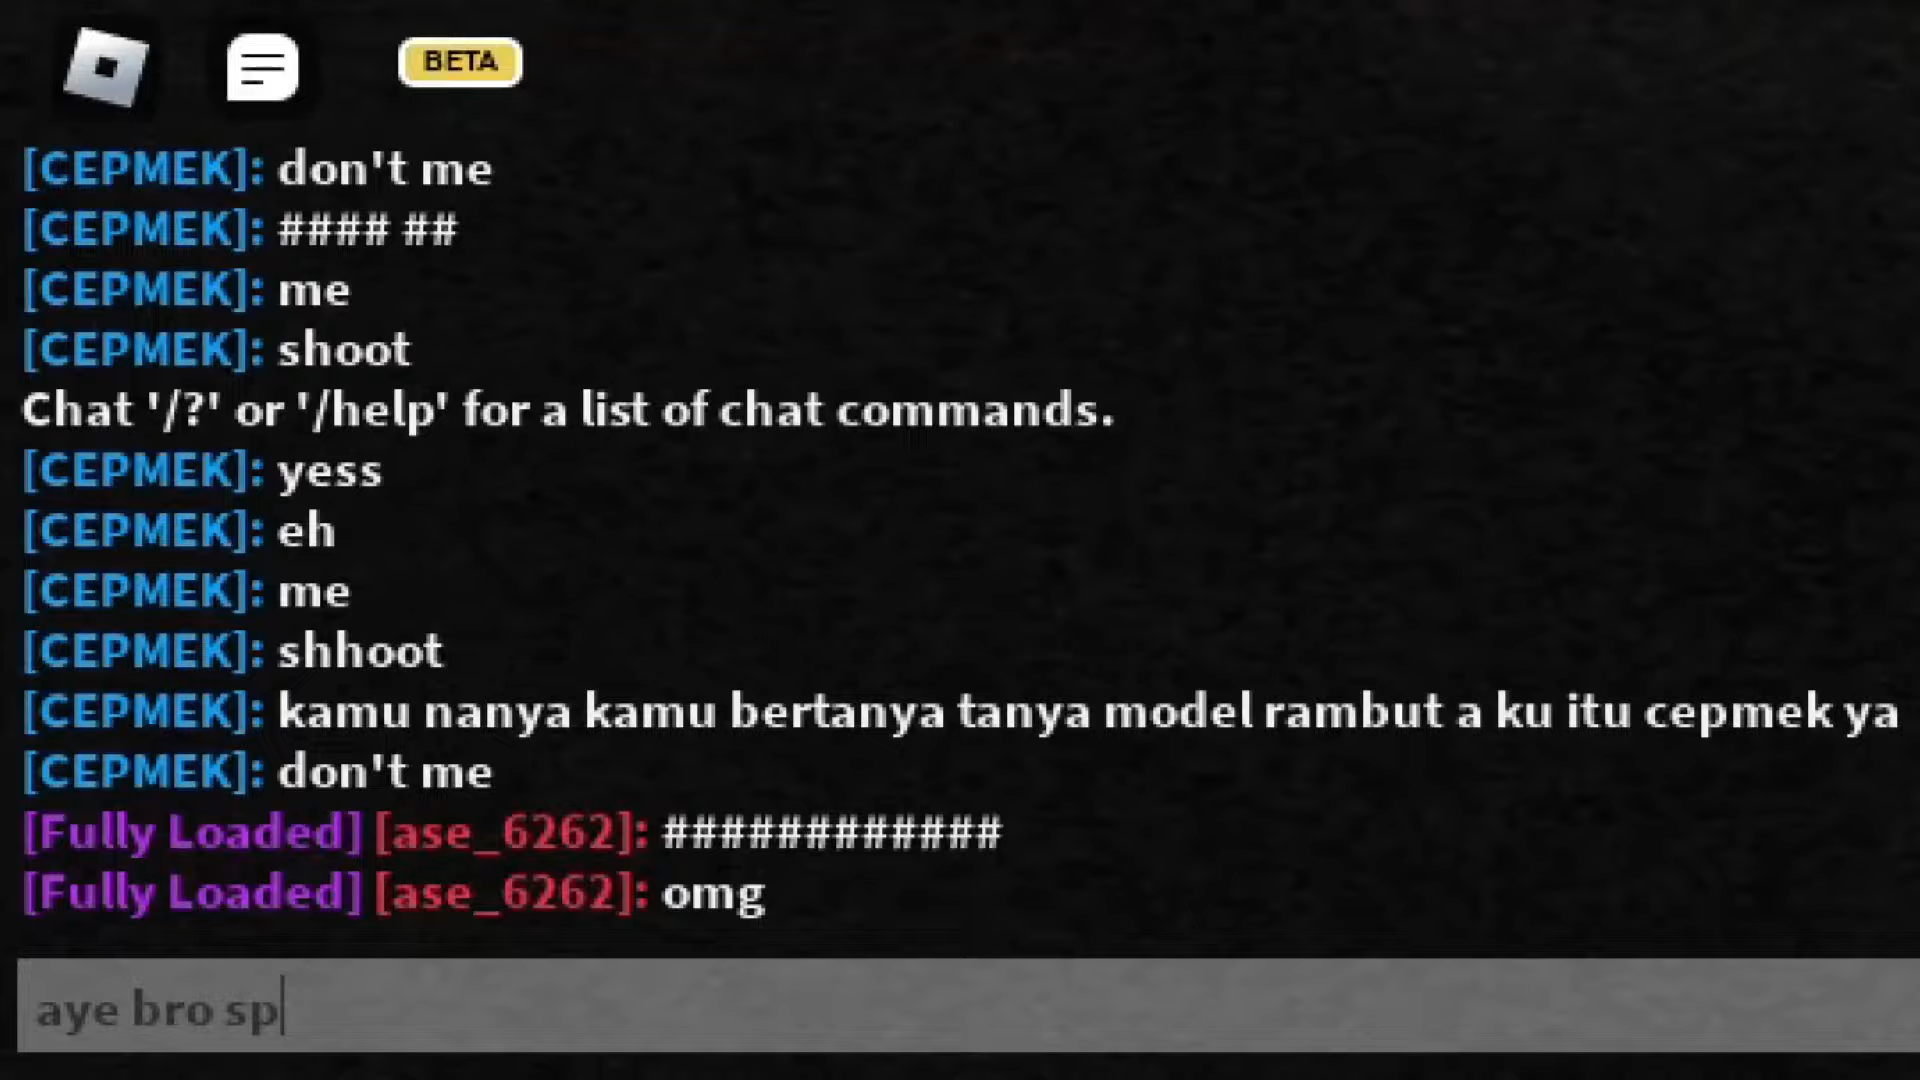 BETA
[CEPMEK]: don't me
[CEPMEK]: #### ##
[CEPMEK]: me
[CEPMEK]: shoot
Chat '/?' or '/help' for a list of chat commands.
[CEPMEK]: yess
[CEPMEK]: eh
[CEPMEK]: me
[CEPMEK]: shhoot
[CEPMEK]: kamu nanya kamu bertanya tanya model rambut a ku itu cepmek ya
[CEPMEK]: don't me
[Fully Loaded] [ase_6262]: ############
[Fully Loaded] [ase_6262]: omg
aye bro sp